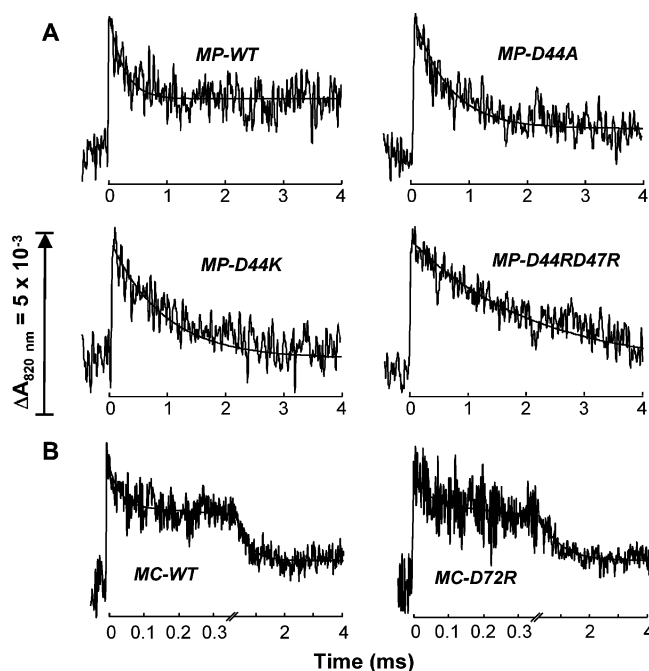 A
MP-WT
MP-D44A
0 1 2 3 4
0 1 2 3 4
MP-D44K
MP-D44RD47R
ΔA820 nm = 5 x 10-3
0 1 2 3 4
0 1 2 3 4
B
MC-WT
MC-D72R
0 0.1 0.2 0.3 2 4
0 0.1 0.2 0.3 2 4
Time (ms)